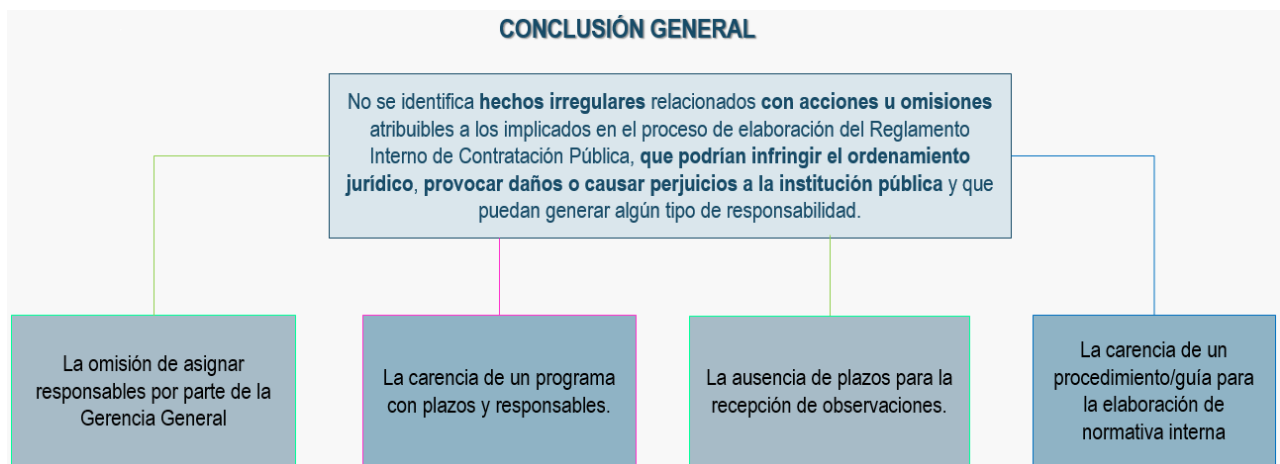 CONCLUSIÓN GENERAL
No se identifica hechos irregulares relacionados con acciones u omisiones
atribuibles a los implicados en el proceso de elaboración del Reglamento
Interno de Contratación Pública, que podrían infringir el ordenamiento
jurídico, provocar daños o causar perjuicios a la institución pública y que
puedan generar algún tipo de responsabilidad.
La omisión de asignar
responsables por parte de la
Gerencia General
La carencia de un programa
con plazos y responsables.
La ausencia de plazos para la
recepción de observaciones.
La carencia de un
procedimiento/guía para
la elaboración de
normativa interna